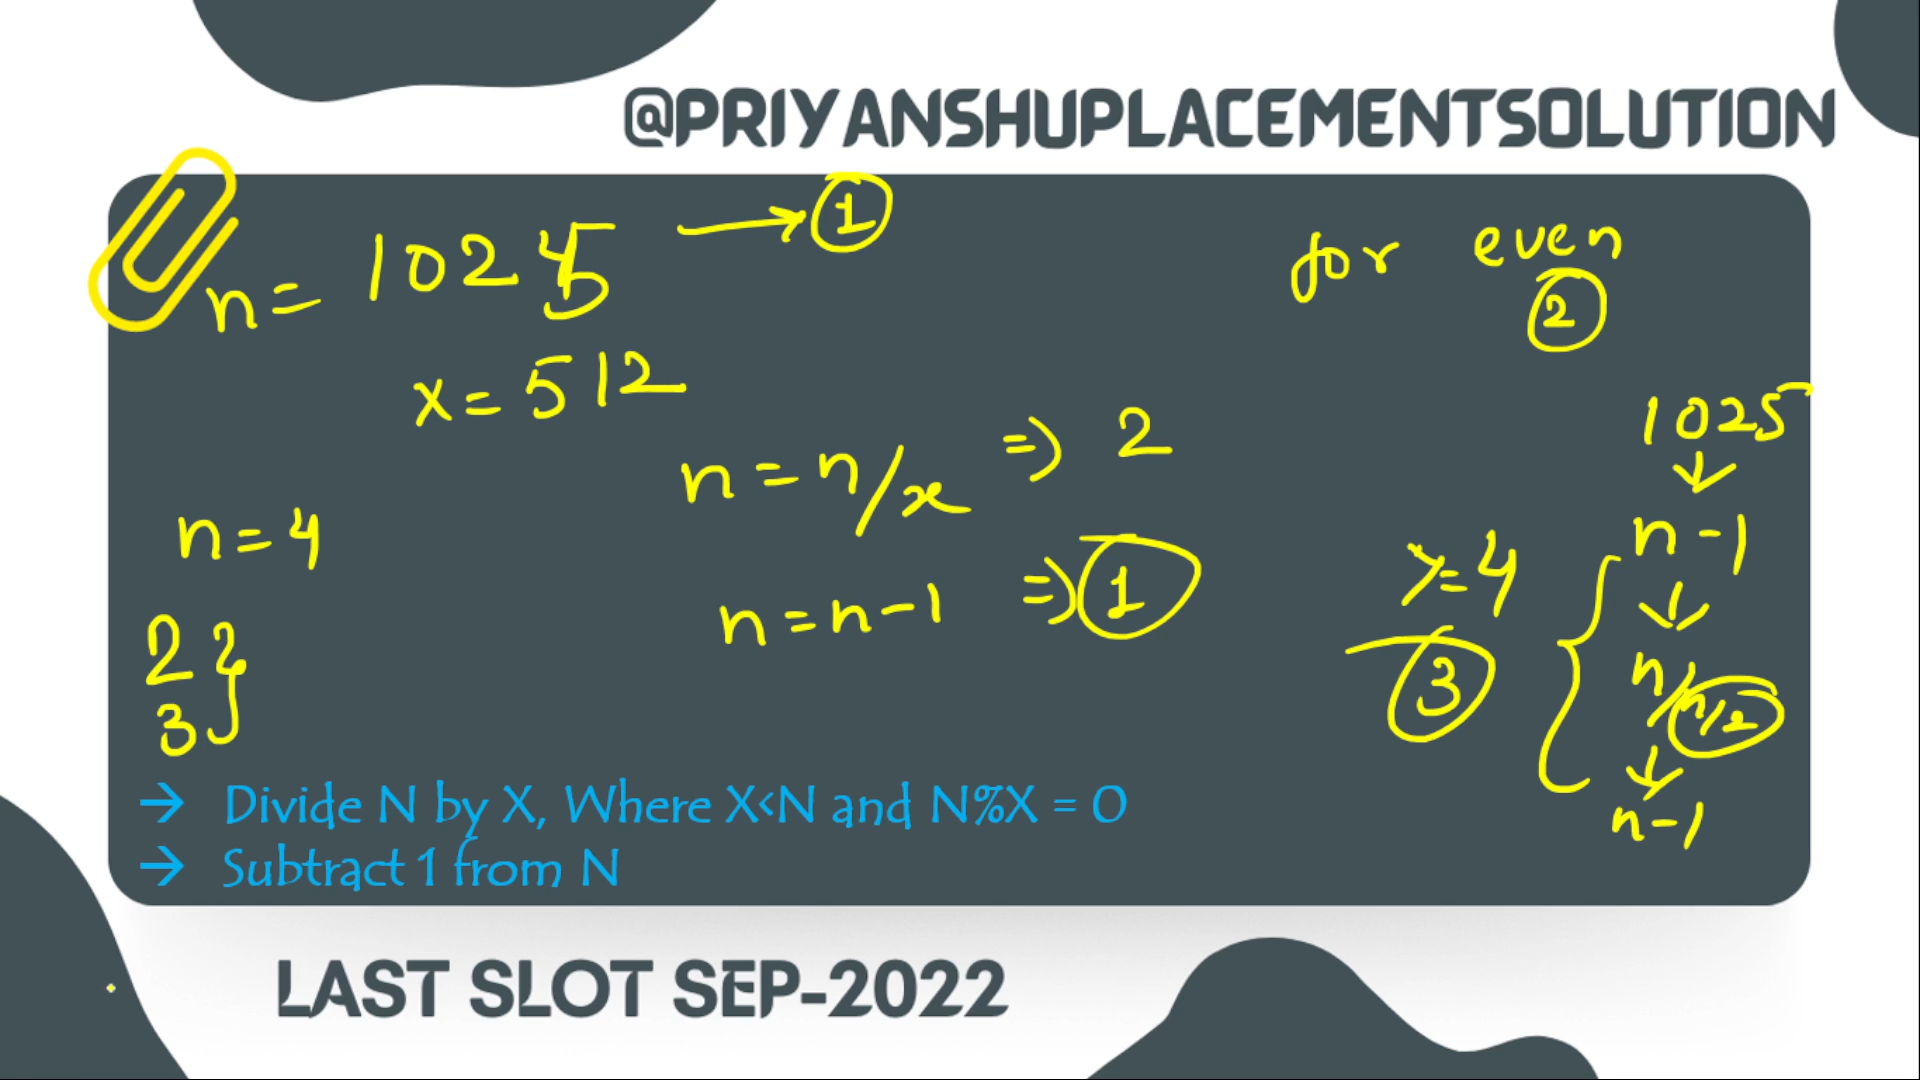 @PRIYANSHUPLACEMENTSOLUTION
n = 1025 → 1
x = 512
n = n/x => 2
n = n-1 => 1
n = 4
2 }
3
for even
2
1025
↓
n-1
↓
n/n/2
↓
n-1
>=4
3
→ Divide N by X, Where X<N and N%X = 0
→ Subtract 1 from N
LAST SLOT SEP-2022